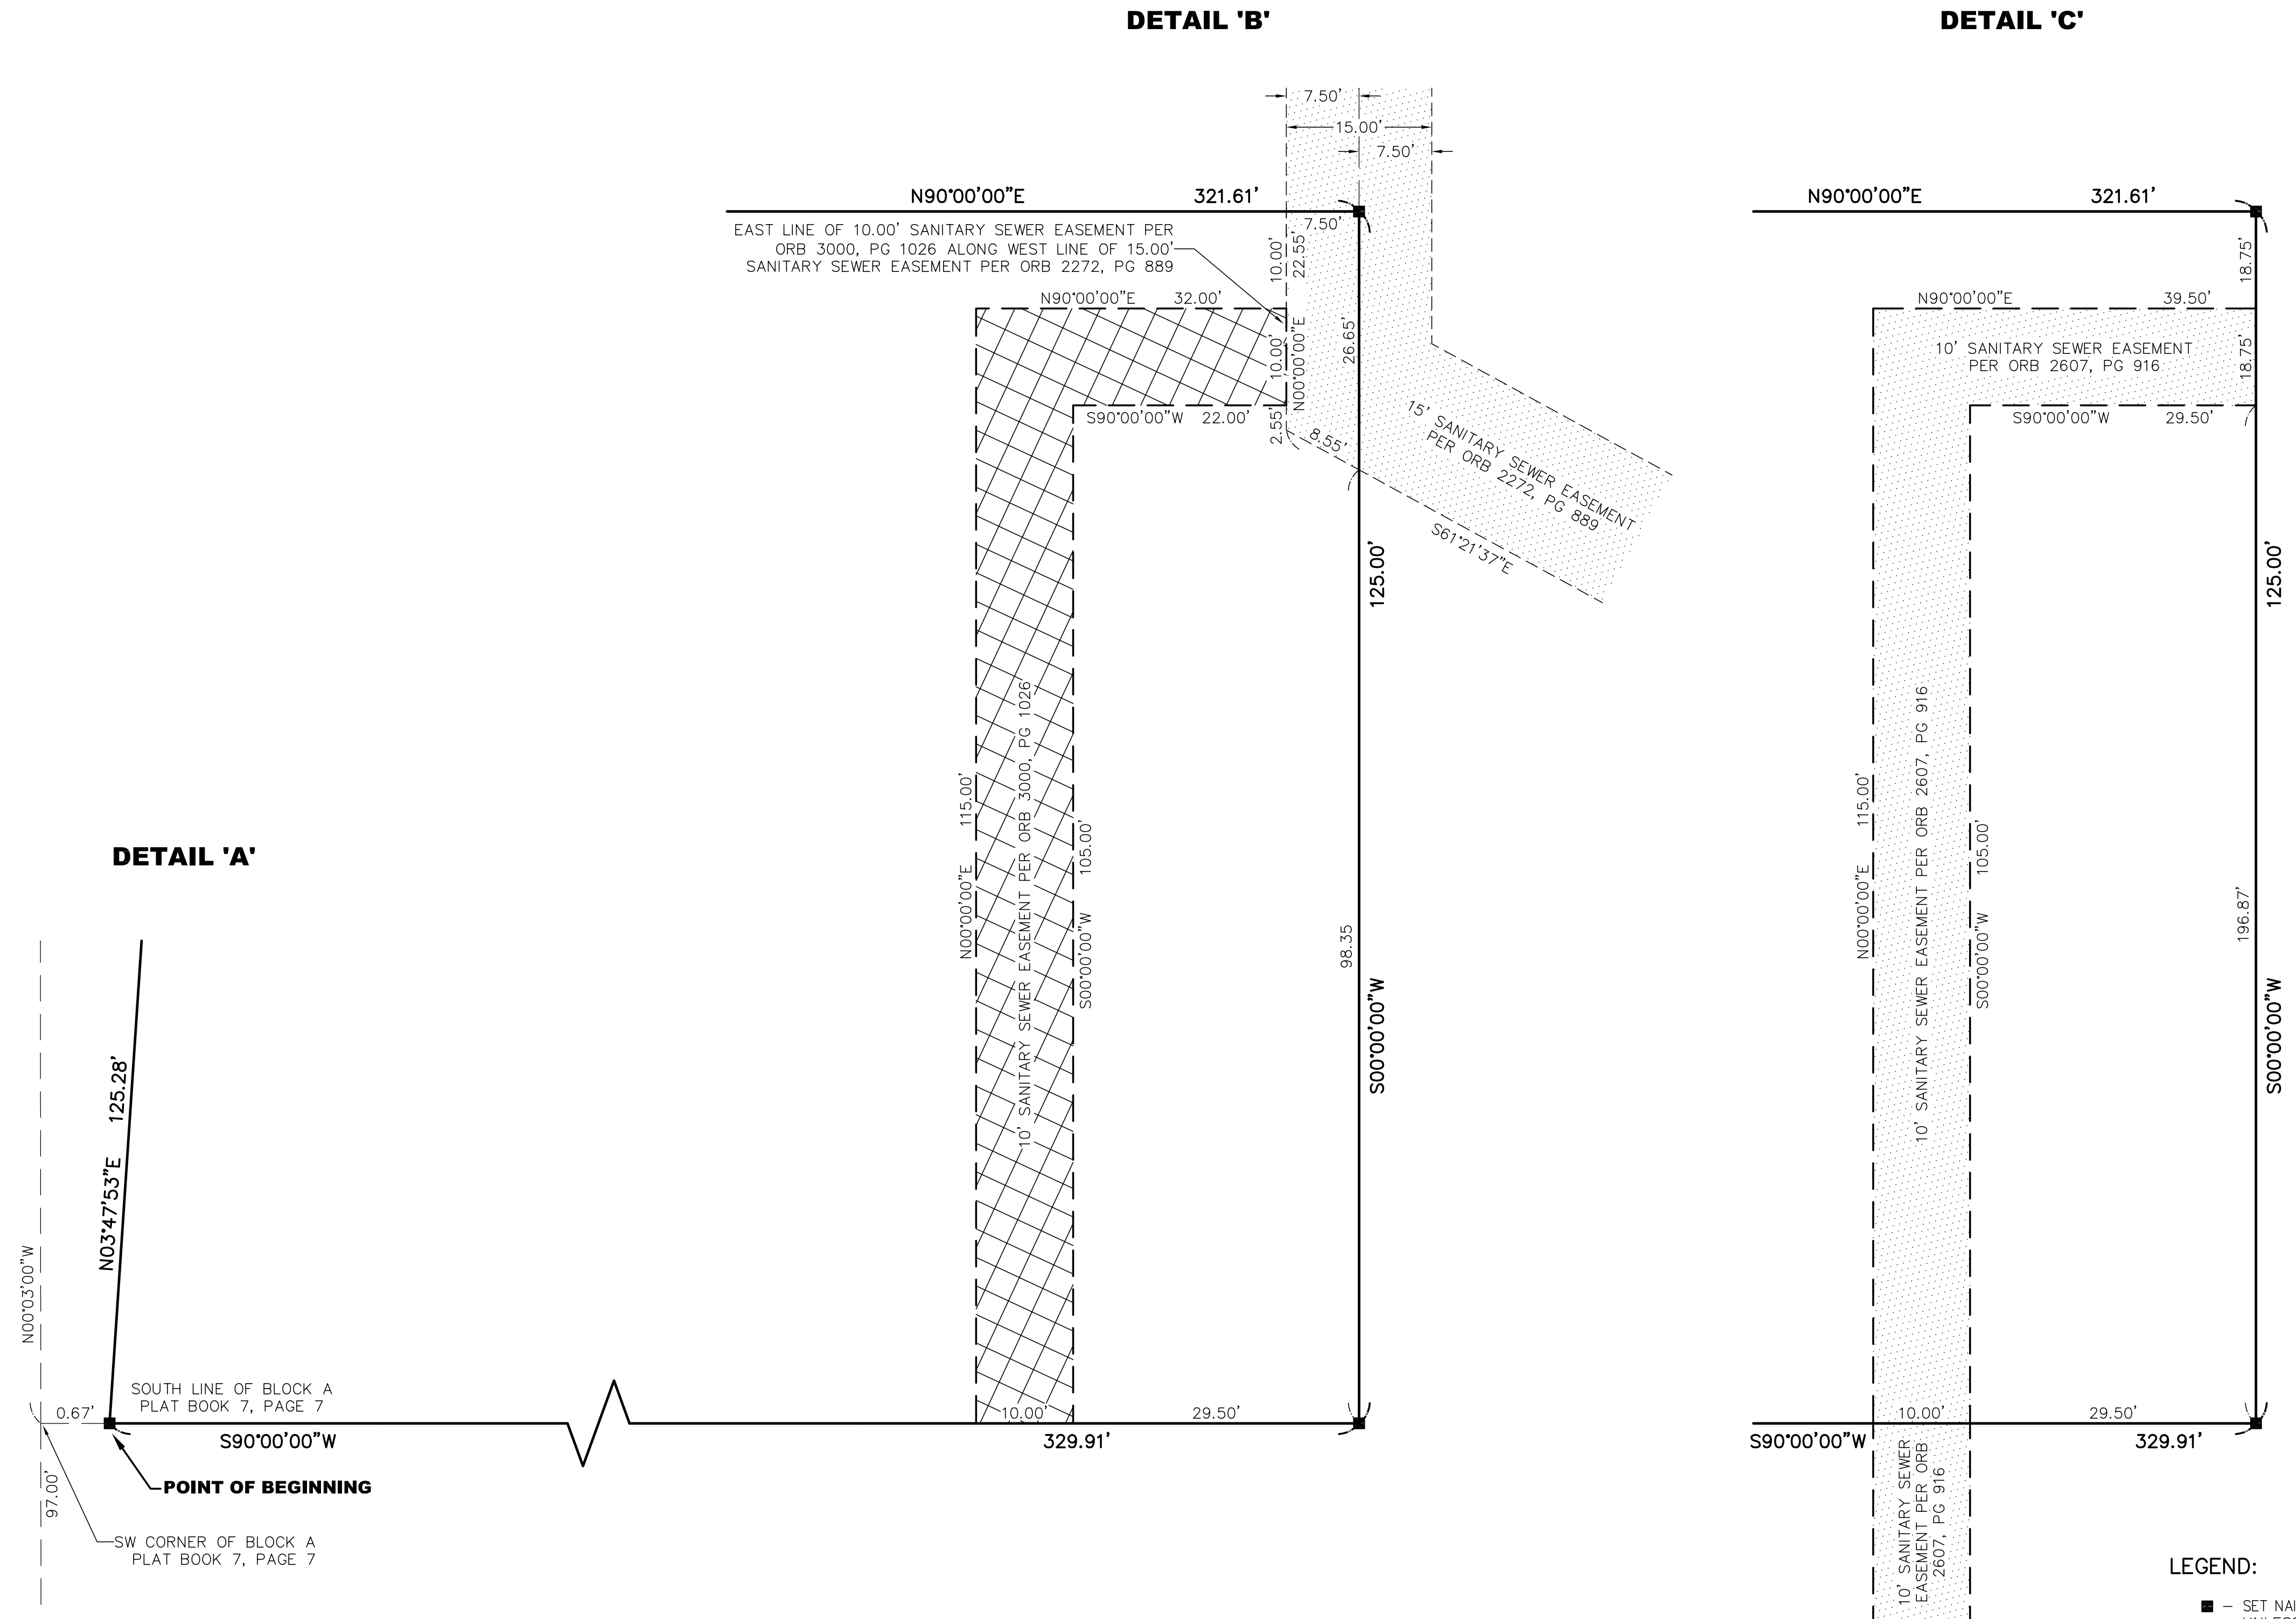 DETAIL 'A'
N00°03'00"W
N03°47'53"E 125.28'
SOUTH LINE OF BLOCK A
PLAT BOOK 7, PAGE 7
0.67'
S90°00'00"W
POINT OF BEGINNING
97.00'
SW CORNER OF BLOCK A
PLAT BOOK 7, PAGE 7
DETAIL 'B'
7.50'
15.00'
7.50'
N90°00'00"E 321.61'
7.50'
EAST LINE OF 10.00' SANITARY SEWER EASEMENT PER
ORB 3000, PG 1026 ALONG WEST LINE OF 15.00'
SANITARY SEWER EASEMENT PER ORB 2272, PG 889
10.00'
22.55'
N90°00'00"E 32.00'
10.00'
N00°00'00"E
26.65'
S90°00'00"W 22.00'
2.55'
8.55'
15' SANITARY SEWER EASEMENT
PER ORB 2272, PG 889
S61°21'37"E
125.00'
N00°00'00"E 115.00'
10' SANITARY SEWER EASEMENT PER ORB 3000, PG 1026
S00°00'00"W 105.00'
98.35
S00°00'00"W
10.00'
29.50'
329.91'
DETAIL 'C'
N90°00'00"E 321.61'
18.75'
N90°00'00"E 39.50'
10' SANITARY SEWER EASEMENT
PER ORB 2607, PG 916
18.75'
S90°00'00"W 29.50'
125.00'
N00°00'00"E 115.00'
10' SANITARY SEWER EASEMENT PER ORB 2607, PG 916
S00°00'00"W 105.00'
196.87'
S00°00'00"W
10.00'
29.50'
S90°00'00"W 329.91'
10' SANITARY SEWER
EASEMENT PER ORB
2607, PG 916
LEGEND:
– SET NAI